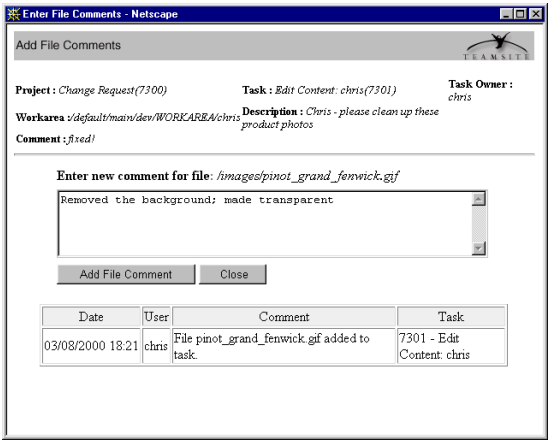 Enter File Comments - Netscape
Add File Comments
TEAMSITE
Project : Change Request(7300)
Task : Edit Content: chris(7301)
Task Owner :
chris
Workarea :/default/main/dev/WORKAREA/chris
Description : Chris - please clean up these
product photos
Comment :fixed!
Enter new comment for file: /images/pinot_grand_fenwick.gif
Removed the background; made transparent
Add File Comment
Close
Date User Comment Task
03/08/2000 18:21 chris File pinot_grand_fenwick.gif added to
task.
7301 - Edit
Content: chris